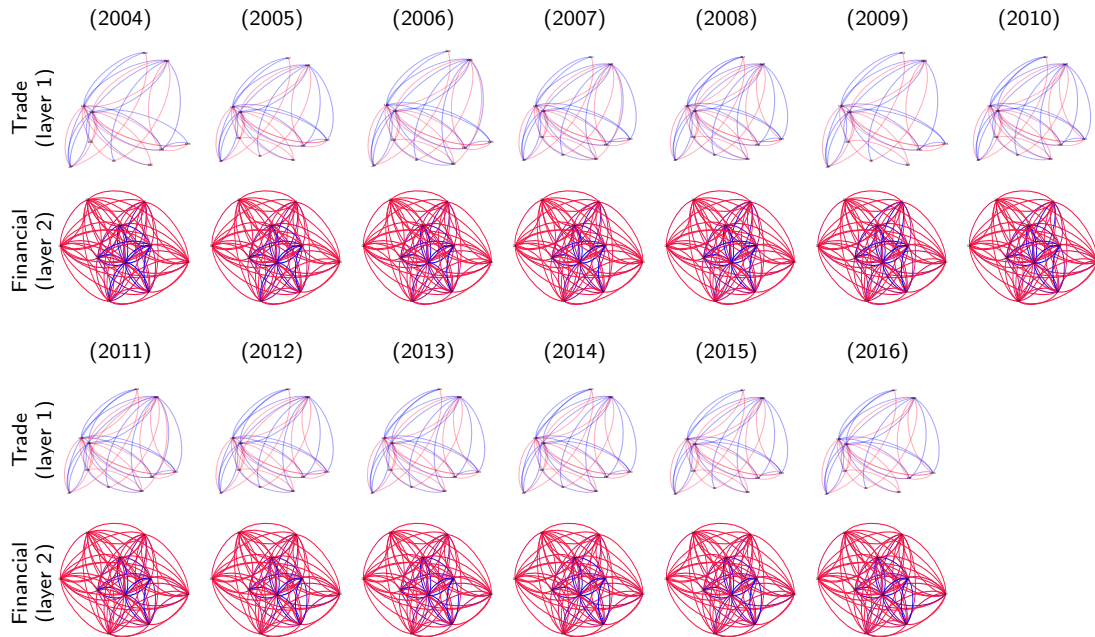 (2004) (2005) (2006) (2007) (2008) (2009) (2010)
Trade
(layer 1)
Financial
(layer 2)
(2011) (2012) (2013) (2014) (2015) (2016)
Trade
(layer 1)
Financial
(layer 2)